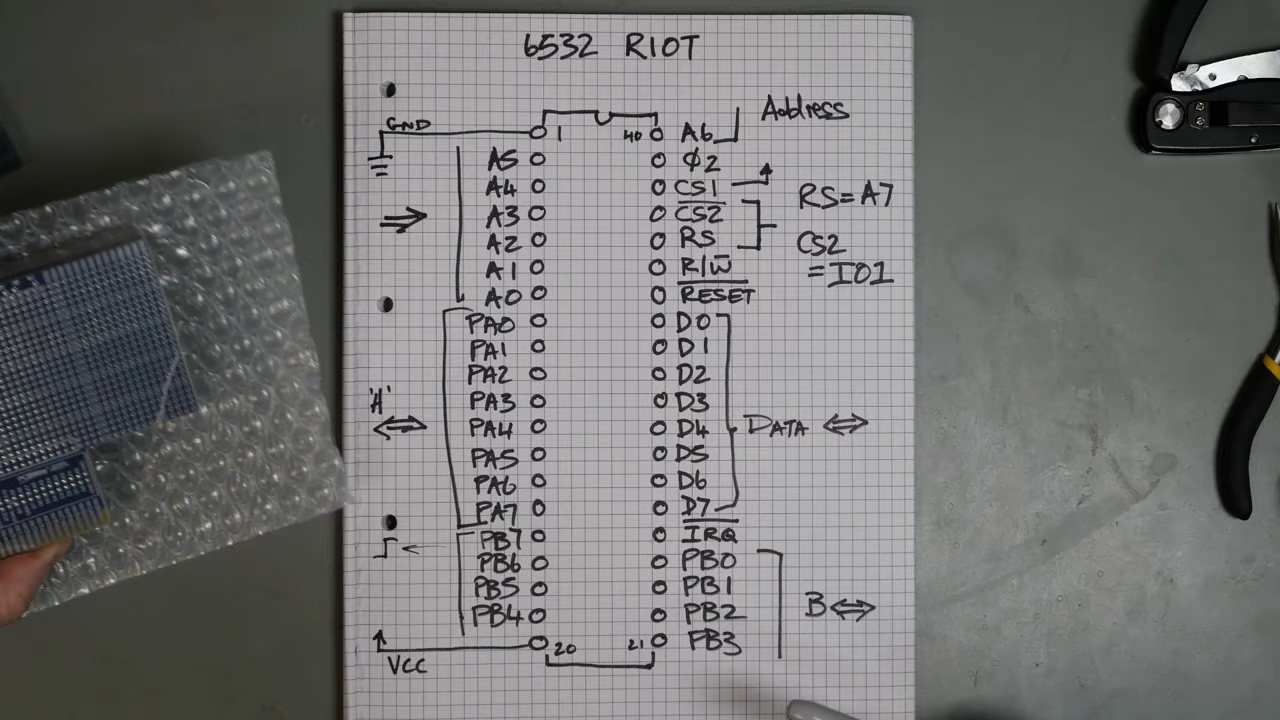 6532 RIOT
Address
GND
1
40
A6
A5
Φ2
A4
CS1
A3
CS2
RS=A7
A2
RS
CS2
=IO1
A1
R/W
A0
RESET
PA0
D0
PA1
D1
PA2
D2
PA3
D3
'A'
PA4
D4
DATA
PA5
D5
PA6
D6
PA7
D7
PB7
IRQ
PB6
PB0
PB5
PB1
PB4
PB2
B
20
21
PB3
VCC